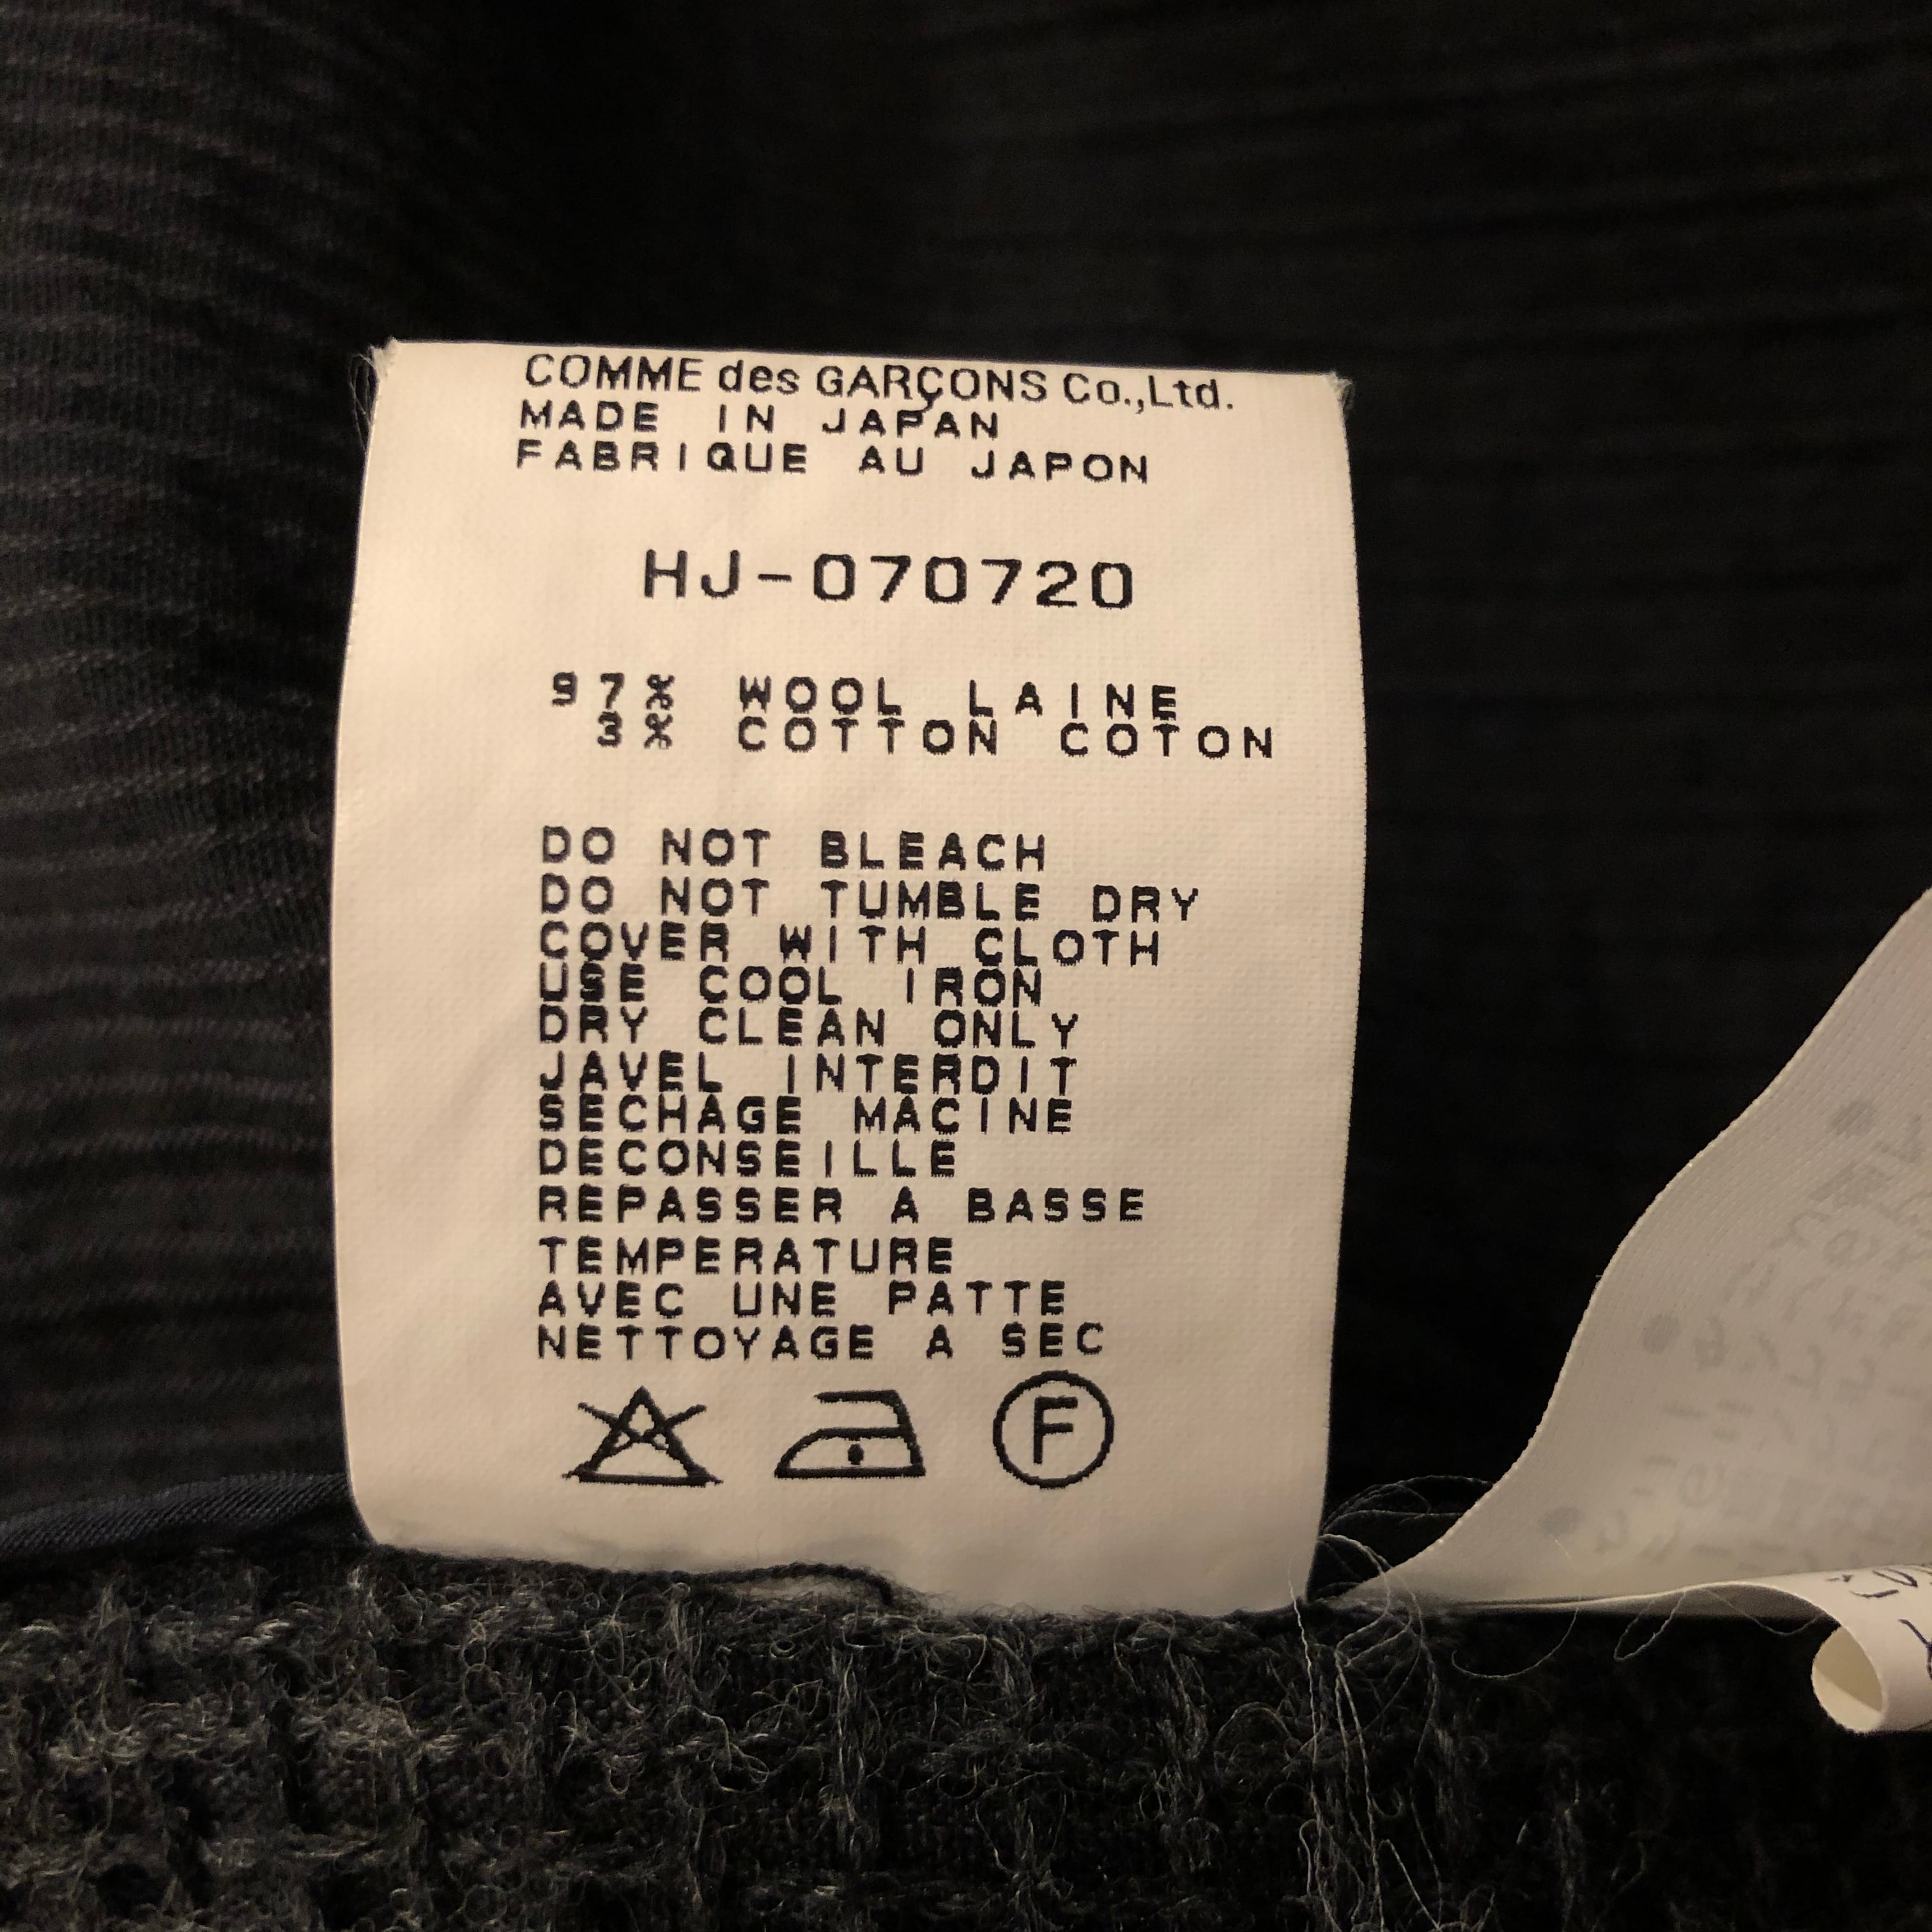 COMME des GARÇONS Co.,Ltd.
MADE IN JAPAN
FABRIQUE AU JAPON
HJ-070720
97% WOOL LAINE
3% COTTON COTON
DO NOT BLEACH
DO NOT TUMBLE DRY
COVER WITH CLOTH
USE COOL IRON
DRY CLEAN ONLY
JAVEL INTERDIT
SECHAGE MACINE
DECONSEILLE
REPASSER A BASSE
TEMPERATURE
AVEC UNE PATTE
NETTOYAGE A SEC
F